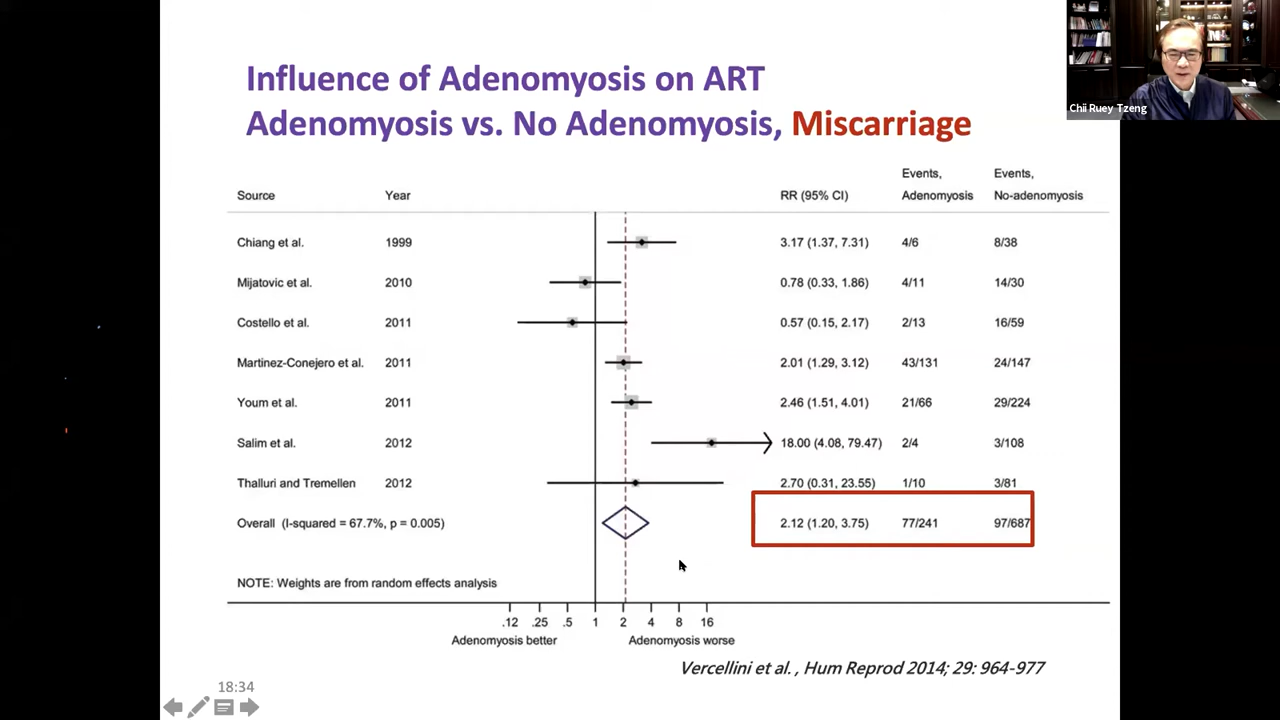 Influence of Adenomyosis on ART
Adenomyosis vs. No Adenomyosis, Miscarriage
Chii Ruey Tzeng
Source Year RR (95% CI) Events, Adenomyosis Events, No-adenomyosis
Chiang et al. 1999 3.17 (1.37, 7.31) 4/6 8/38
Mijatovic et al. 2010 0.78 (0.33, 1.86) 4/11 14/30
Costello et al. 2011 0.57 (0.15, 2.17) 2/13 16/59
Martinez-Conejero et al. 2011 2.01 (1.29, 3.12) 43/131 24/147
Youm et al. 2011 2.46 (1.51, 4.01) 21/66 29/224
Salim et al. 2012 18.00 (4.08, 79.47) 2/4 3/108
Thalluri and Tremellen 2012 2.70 (0.31, 23.55) 1/10 3/81
Overall (I-squared = 67.7%, p = 0.005) 2.12 (1.20, 3.75) 77/241 97/687
NOTE: Weights are from random effects analysis
.12 .25 .5 1 2 4 8 16
Adenomyosis better Adenomyosis worse
Vercellini et al. , Hum Reprod 2014; 29: 964-977
18:34